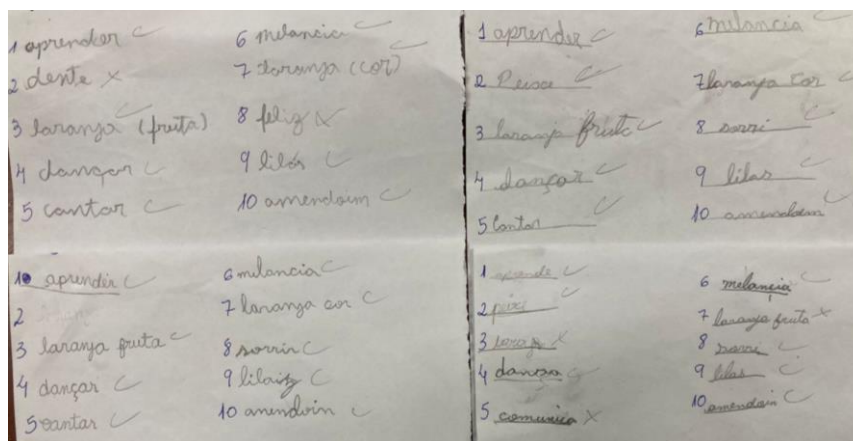 1 aprender
2 dente
3 laranja (fruta)
4 dançar
5 cantar
6 melancia
7 laranja (cor)
8 feliz
9 lilás
10 amendoim
1 aprender
2 Peixe
3 laranja fruta
4 dançar
5 Cantar
6 melancia
7 laranja cor
8 sorri
9 lilas
10 amendoim
1 aprender
2
3 laranja fruta
4 dançar
5 cantar
6 milancia
7 laranja cor
8 sorrir
9
10 amendoin
1 aprende
2
3
4 dança
5 comunica
6 melancia
7 laranja fruta
8 sorri
9 lilas
10 amendoin